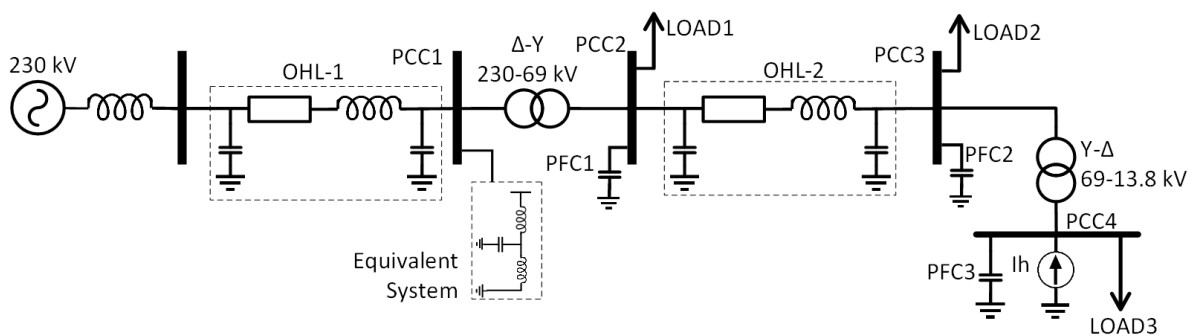 230 kV
OHL-1
PCC1
Δ-Y
230-69 kV
PCC2
LOAD1
PFC1
OHL-2
PCC3
LOAD2
PFC2
Y-Δ
69-13.8 kV
PCC4
Equivalent
System
PFC3
Ih
LOAD3